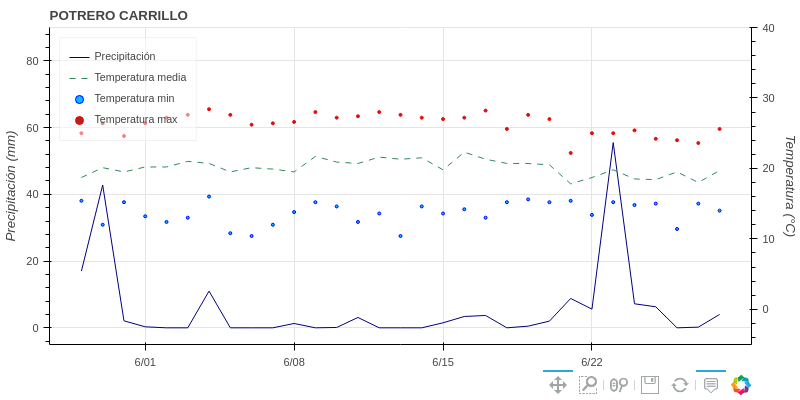 POTRERO CARRILLO
Precipitación
Temperatura media
Temperatura min
Temperatura max
Precipitación (mm)
80
60
40
20
0
Temperatura (°C)
40
30
20
10
0
6/01
6/08
6/15
6/22